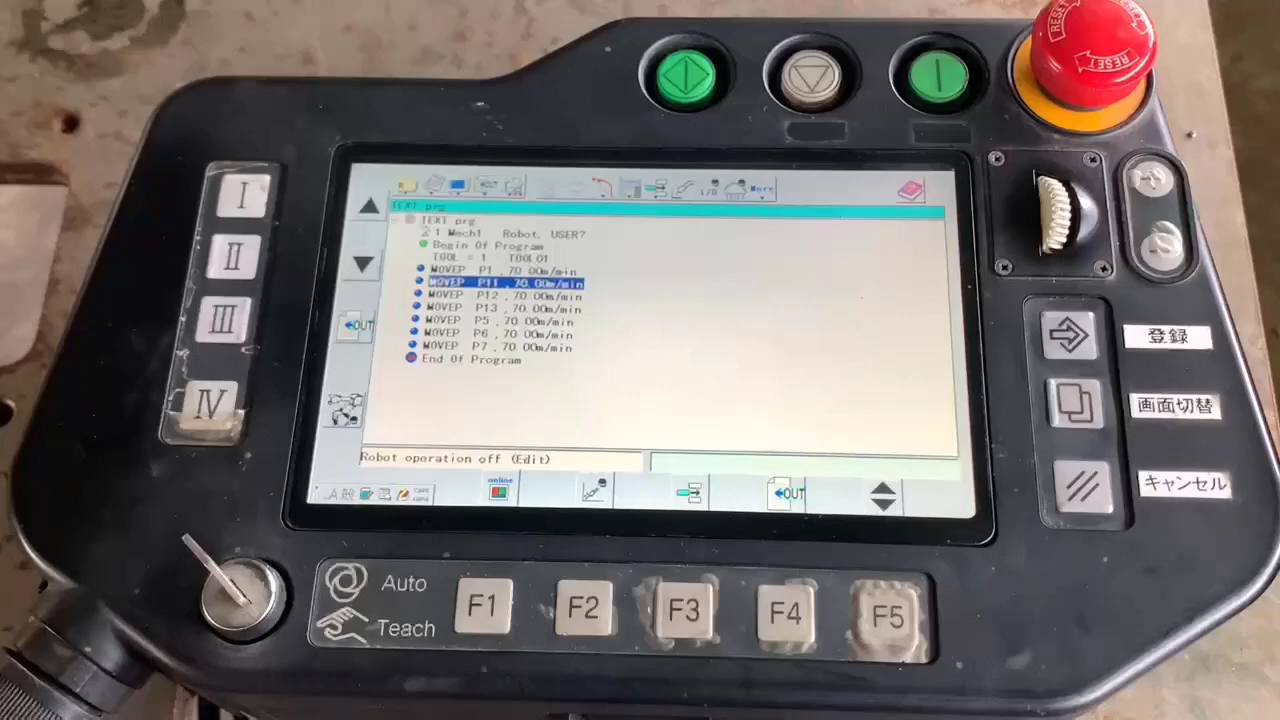 RESET
RESET
I
II
III
IV
More
TEXT prg
TEXT prg
1 Mech1 Robot, USER?
Begin Of Program
TOOL = 1 TOOL01
MOVEP P1 , 70.00m/min
MOVEP P11 , 70.00m/min
MOVEP P12 , 70.00m/min
MOVEP P13 , 70.00m/min
MOVEP P5 , 70.00m/min
MOVEP P6 , 70.00m/min
MOVEP P7 , 70.00m/min
End Of Program
OUT
Robot operation off (Edit)
online
OUT
登録
画面切替
キャンセル
Auto
Teach
F1
F2
F3
F4
F5